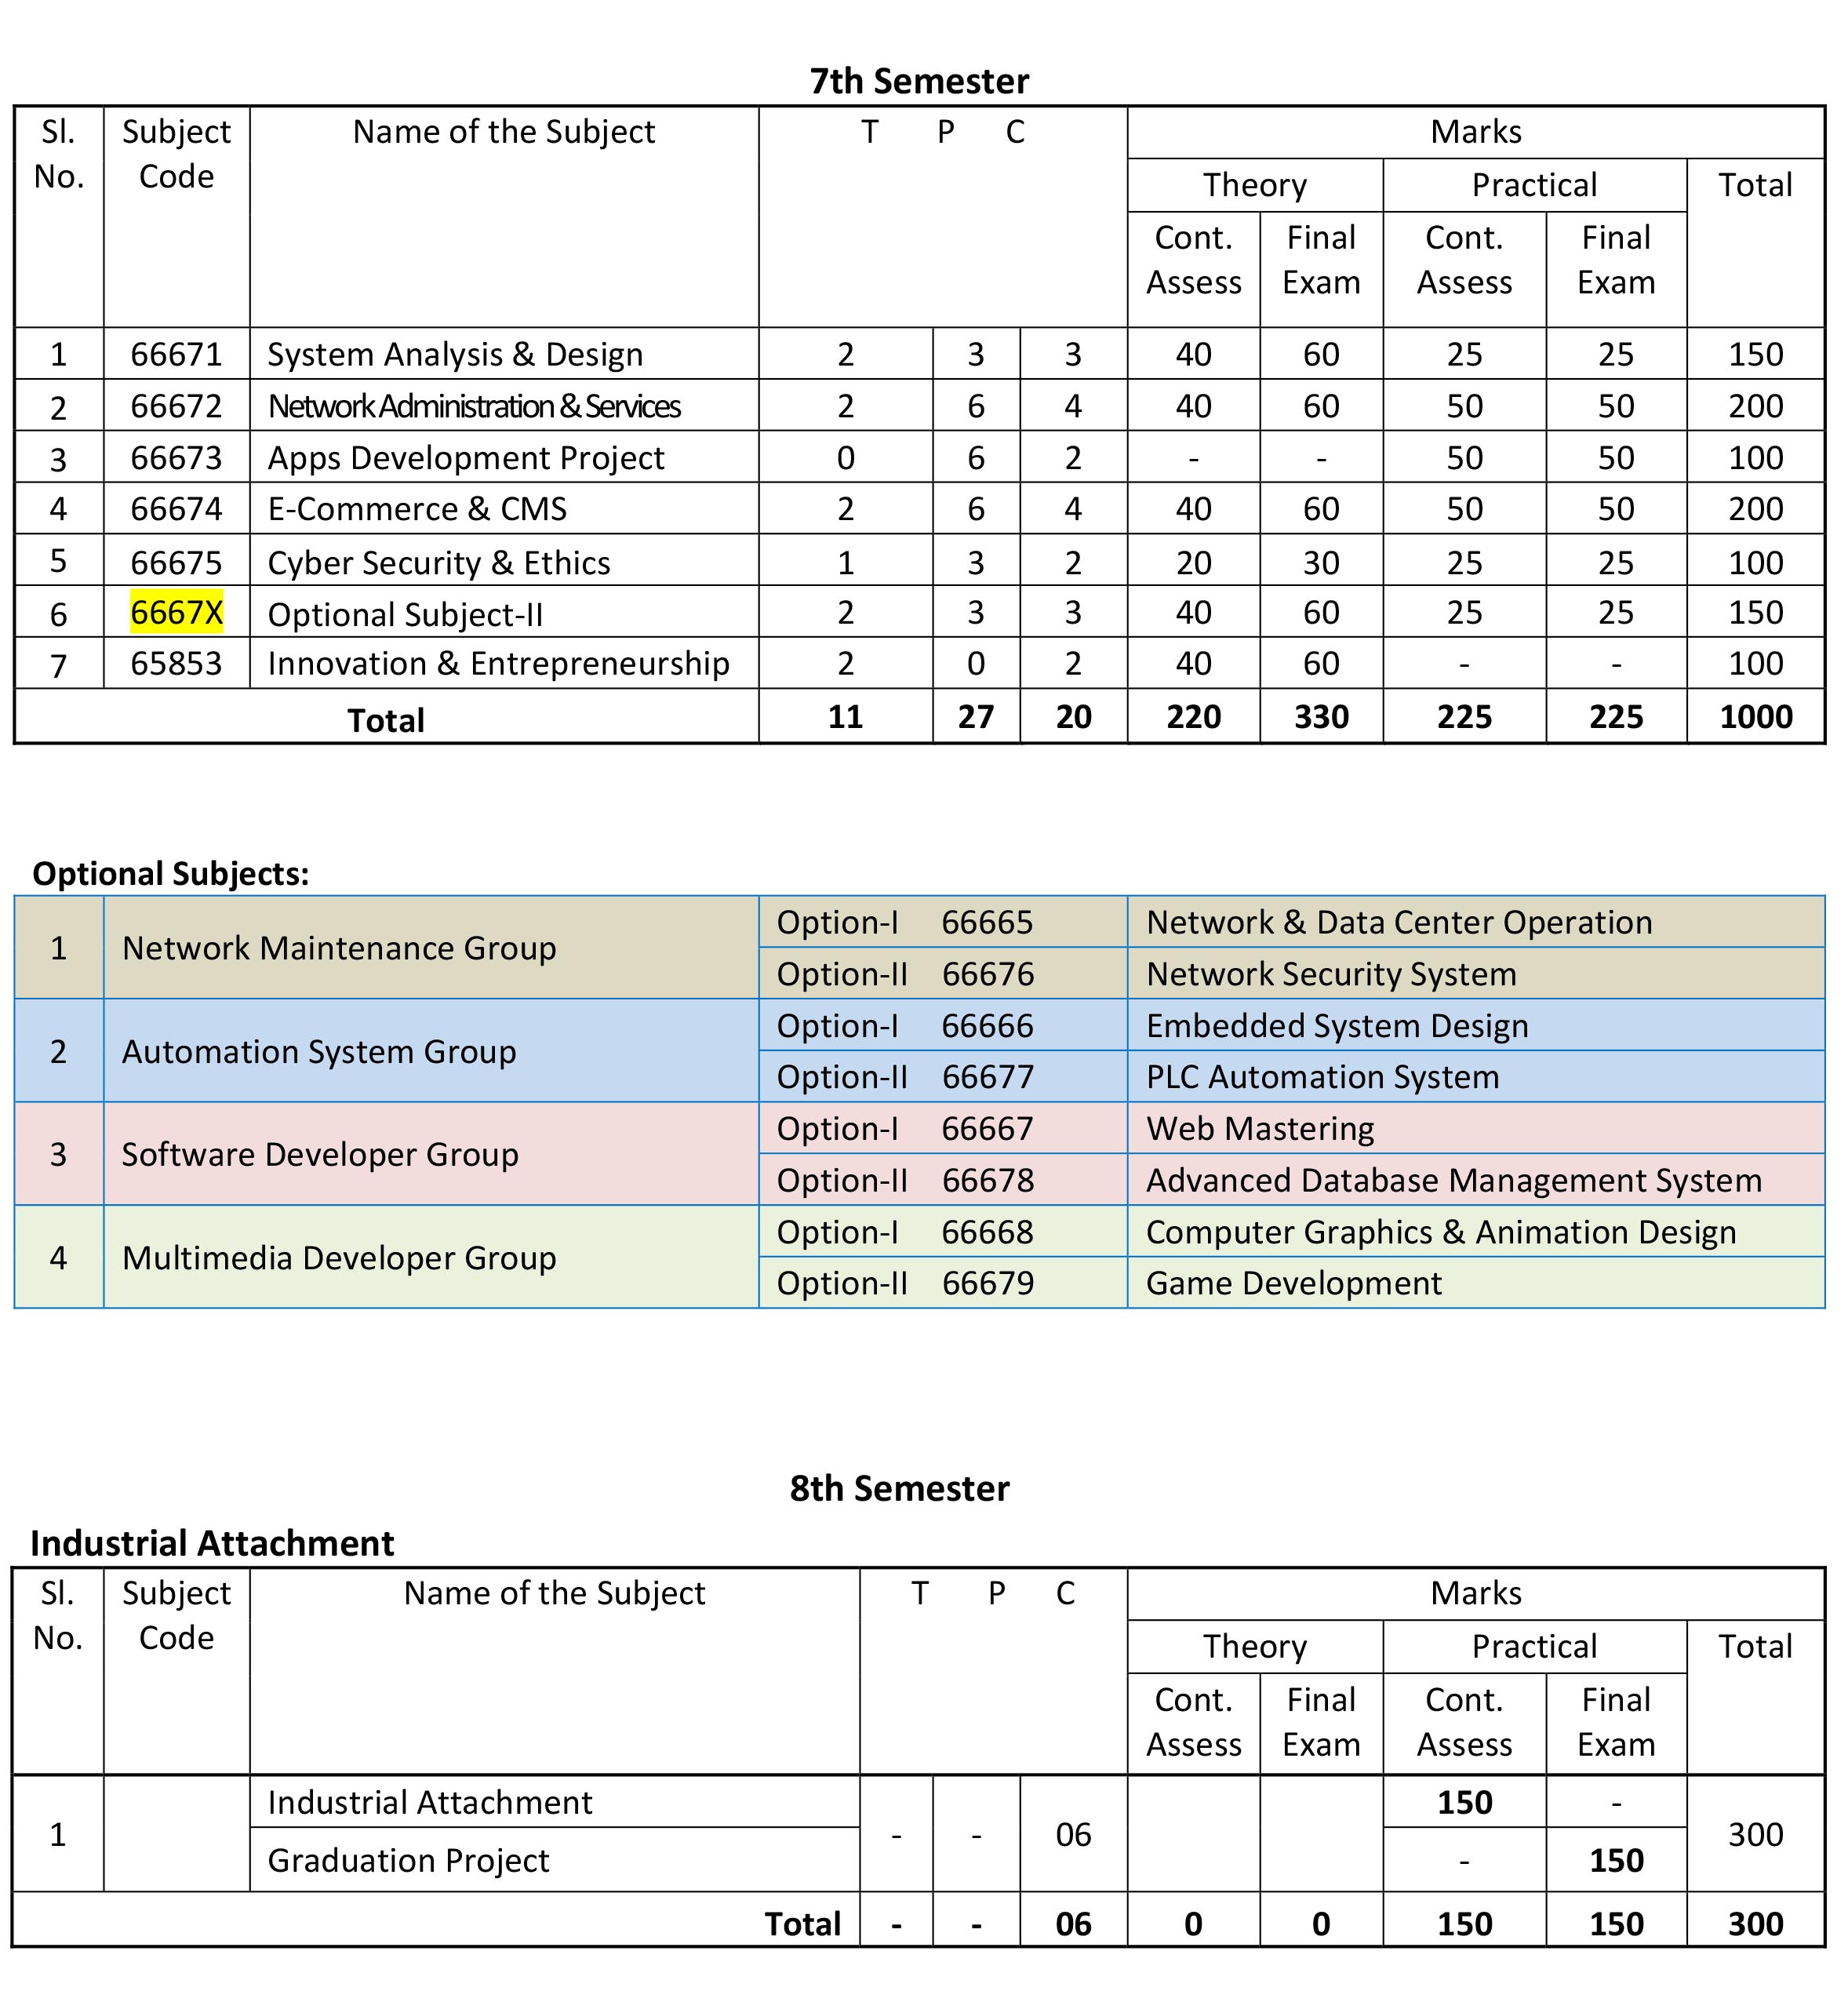 7th Semester
Sl. No. Subject Code Name of the Subject T P C Marks
Theory Practical Total
Cont. Assess Final Exam Cont. Assess Final Exam
1 66671 System Analysis & Design 2 3 3 40 60 25 25 150
2 66672 Network Administration & Services 2 6 4 40 60 50 50 200
3 66673 Apps Development Project 0 6 2 - - 50 50 100
4 66674 E-Commerce & CMS 2 6 4 40 60 50 50 200
5 66675 Cyber Security & Ethics 1 3 2 20 30 25 25 100
6 6667X Optional Subject-II 2 3 3 40 60 25 25 150
7 65853 Innovation & Entrepreneurship 2 0 2 40 60 - - 100
Total 11 27 20 220 330 225 225 1000
Optional Subjects:
1 Network Maintenance Group Option-I 66665 Network & Data Center Operation
Option-II 66676 Network Security System
2 Automation System Group Option-I 66666 Embedded System Design
Option-II 66677 PLC Automation System
3 Software Developer Group Option-I 66667 Web Mastering
Option-II 66678 Advanced Database Management System
4 Multimedia Developer Group Option-I 66668 Computer Graphics & Animation Design
Option-II 66679 Game Development
8th Semester
Industrial Attachment
Sl. No. Subject Code Name of the Subject T P C Marks
Theory Practical Total
Cont. Assess Final Exam Cont. Assess Final Exam
1 Industrial Attachment - - 06 150 - 300
Graduation Project - 150
Total - - 06 0 0 150 150 300